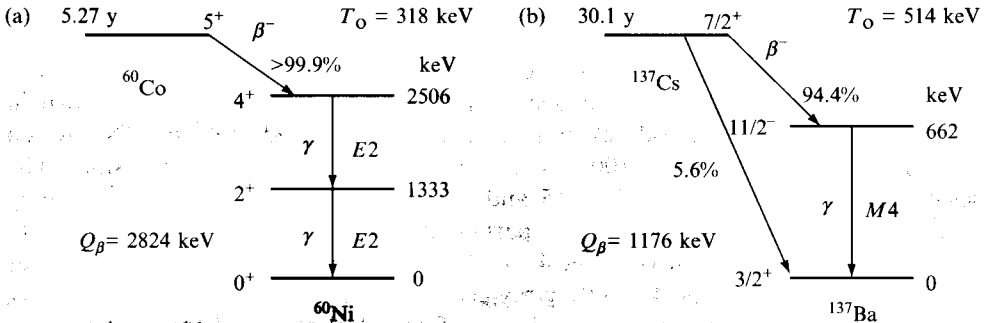 (a) 5.27 y 5⁺ β⁻ T₀ = 318 keV
⁶⁰Co >99.9% keV
4⁺ 2506
γ E2
2⁺ 1333
Q_β= 2824 keV γ E2
0⁺ 0
⁶⁰Ni
(b) 30.1 y 7/2⁺ T₀ = 514 keV
β⁻
¹³⁷Cs 94.4% keV
11/2⁻ 662
5.6%
γ M4
Q_β= 1176 keV
3/2⁺ 0
¹³⁷Ba